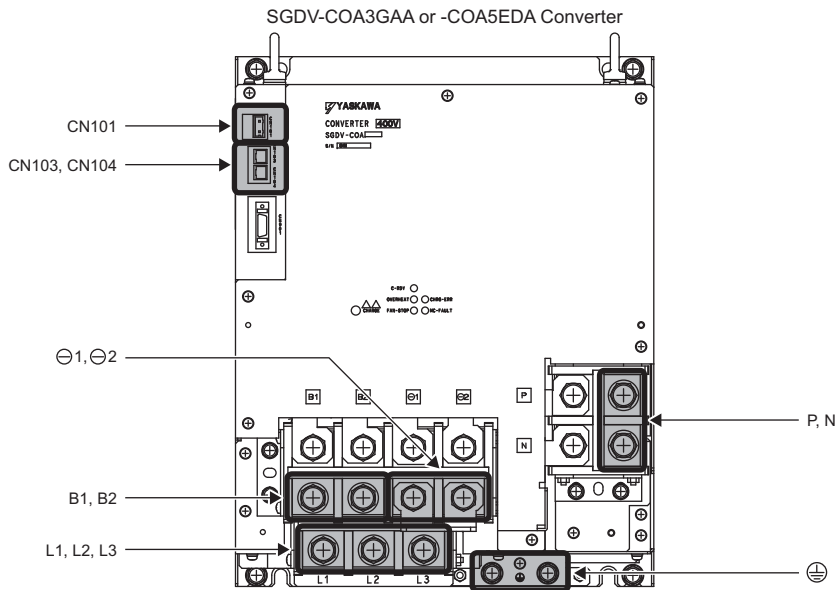 SGDV-COA3GAA or -COA5EDA Converter
YASKAWA
CONVERTER 400V
SGDV-COA
S/N
CN101
CN103, CN104
C-RDY
OVERHEAT CHRG-ERR
CHARGE FAN-STOP MC-FAULT
⊖1, ⊖2
B1 B2 ⊖1 ⊖2 P
N
P, N
B1, B2
L1, L2, L3
L1 L2 L3